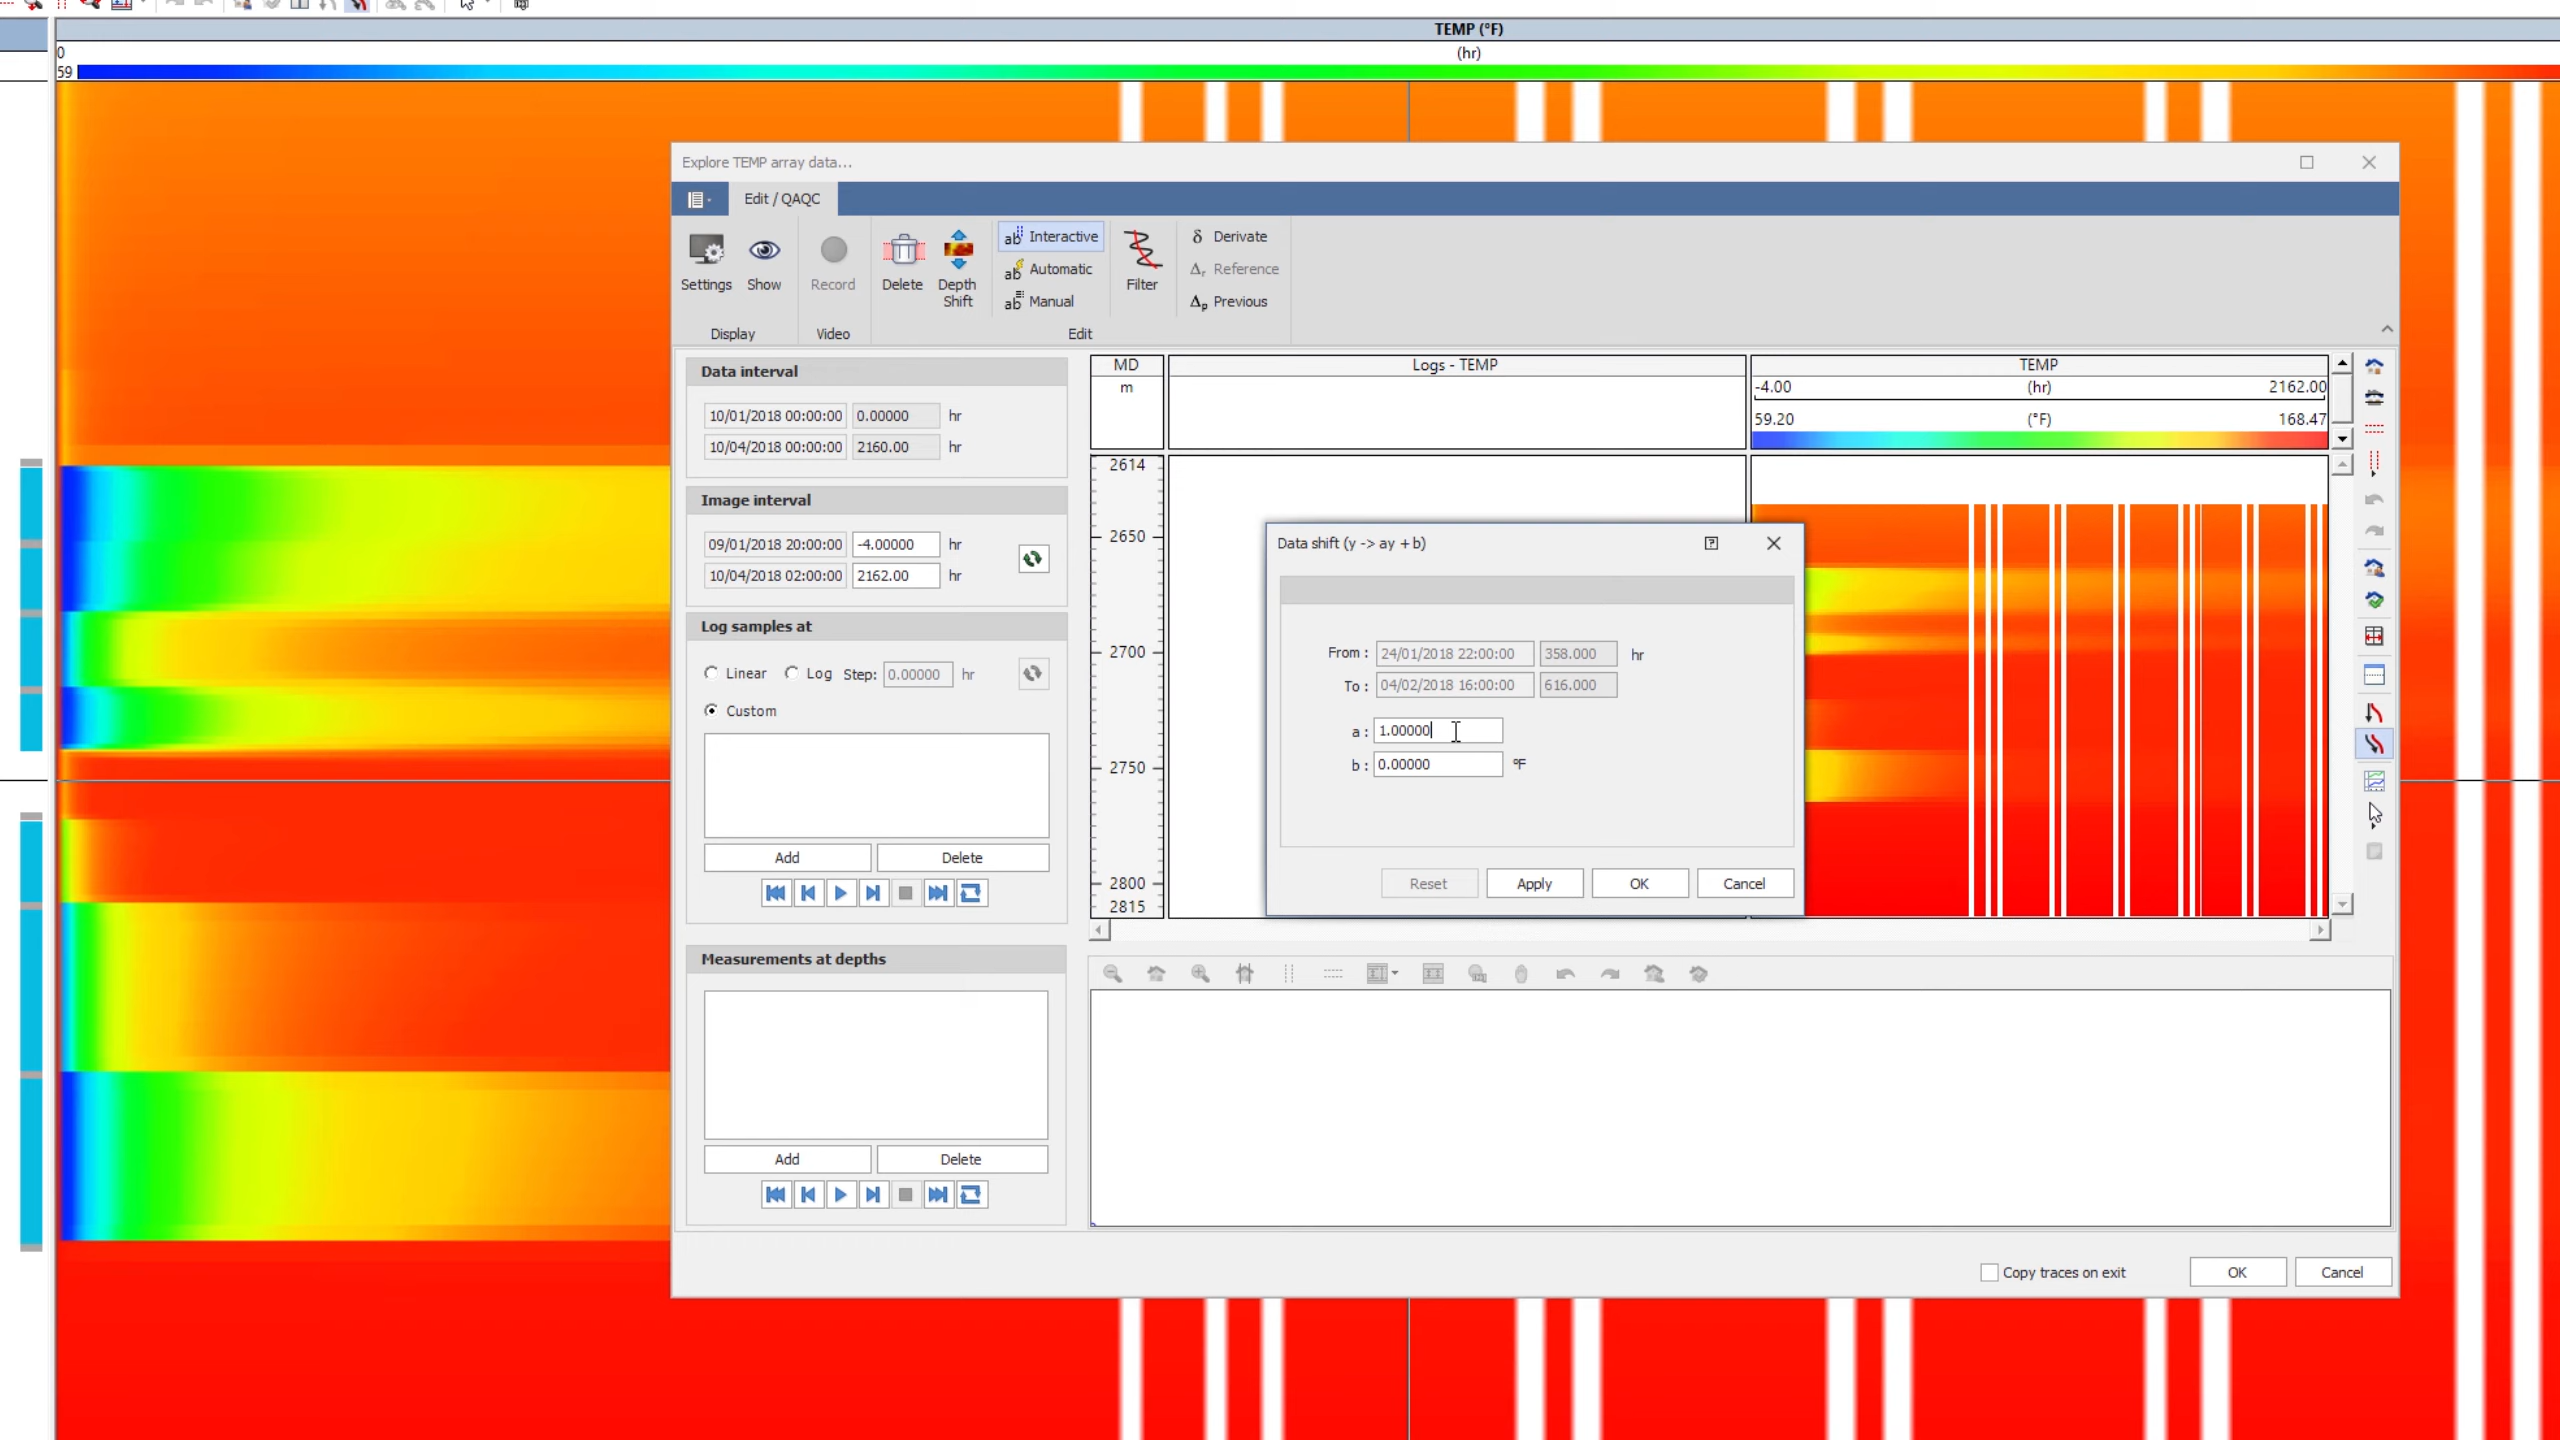 TEMP (°F)
0
(hr)
59
Explore TEMP array data...
Edit / QAQC
Settings
Show
Record
Delete
Depth
Shift
Interactive
Automatic
Manual
Filter
δ Derivate
Δr Reference
Δp Previous
Display
Video
Edit
Data interval
10/01/2018 00:00:00 0.00000 hr
10/04/2018 00:00:00 2160.00 hr
Image interval
09/01/2018 20:00:00 -4.00000 hr
10/04/2018 02:00:00 2162.00 hr
Log samples at
Linear Log Step: 0.00000 hr
Custom
Add Delete
Measurements at depths
Add Delete
MD
m
Logs - TEMP
TEMP
-4.00 (hr) 2162.00
59.20 (°F) 168.47
2614
2650
2700
2750
2800
2815
Data shift (y -> ay + b)
From : 24/01/2018 22:00:00 358.000 hr
To : 04/02/2018 16:00:00 616.000
a : 1.00000
b : 0.00000 °F
Reset Apply OK Cancel
Copy traces on exit
OK Cancel